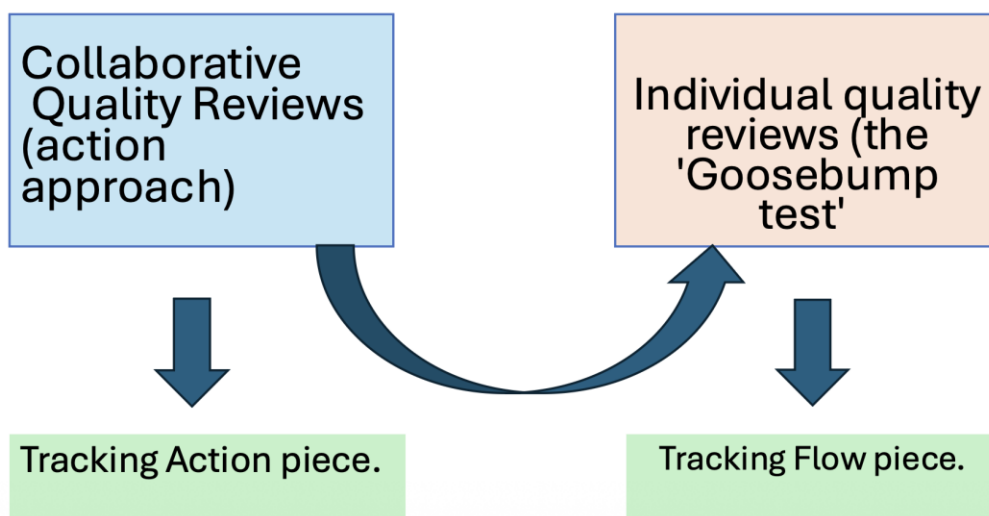 Collaborative
Quality Reviews
(action
approach)
Individual quality
reviews (the
'Goosebump
test'
Tracking Action piece.
Tracking Flow piece.